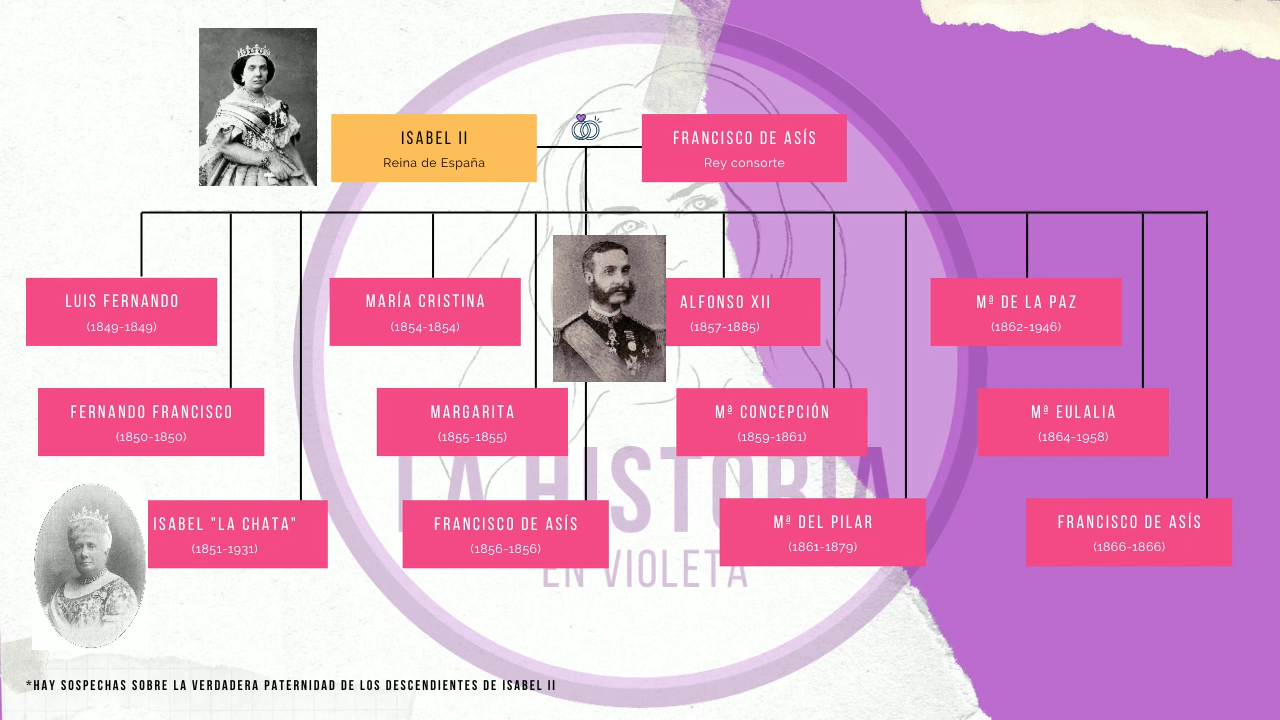 ISABEL II
Reina de España
FRANCISCO DE ASÍS
Rey consorte
LUIS FERNANDO
(1849-1849)
MARÍA CRISTINA
(1854-1854)
ALFONSO XII
(1857-1885)
Mª DE LA PAZ
(1862-1946)
FERNANDO FRANCISCO
(1850-1850)
MARGARITA
(1855-1855)
Mª CONCEPCIÓN
(1859-1861)
Mª EULALIA
(1864-1958)
LA HISTORIA
EN VIOLETA
ISABEL "LA CHATA"
(1851-1931)
FRANCISCO DE ASÍS
(1856-1856)
Mª DEL PILAR
(1861-1879)
FRANCISCO DE ASÍS
(1866-1866)
*HAY SOSPECHAS SOBRE LA VERDADERA PATERNIDAD DE LOS DESCENDIENTES DE ISABEL II